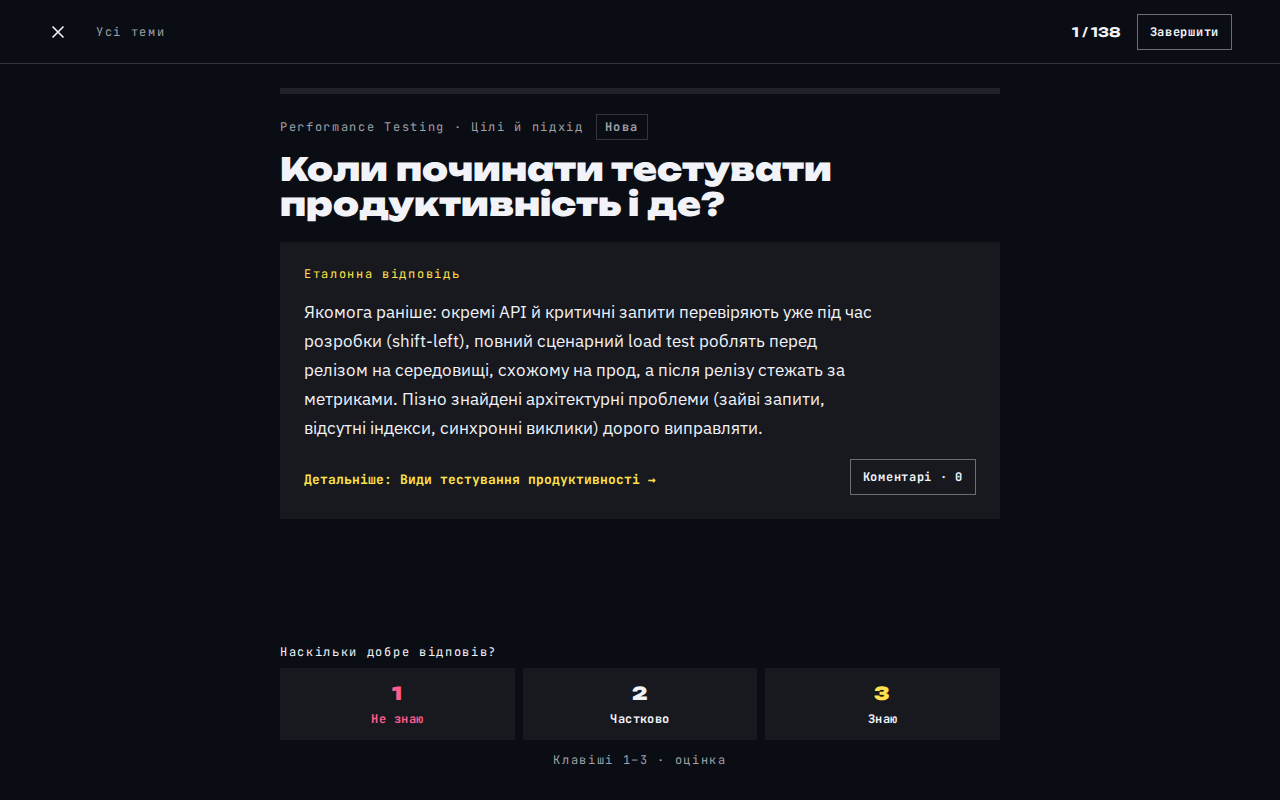 Усі теми
1/138
Завершити
Performance Testing · Цілі й підхід
Нова
Коли починати тестувати
продуктивність і де?
Еталонна відповідь
Якомога раніше: окремі API й критичні запити перевіряють уже під час
розробки (shift-left), повний сценарний load test роблять перед
релізом на середовищі, схожому на прод, а після релізу стежать за
метриками. Пізно знайдені архітектурні проблеми (зайві запити,
відсутні індекси, синхронні виклики) дорого виправляти.
Детальніше: Види тестування продуктивності →
Коментарі · 0
Наскільки добре відповів?
1
Не знаю
2
Частково
3
Знаю
Клавіші 1–3 · оцінка